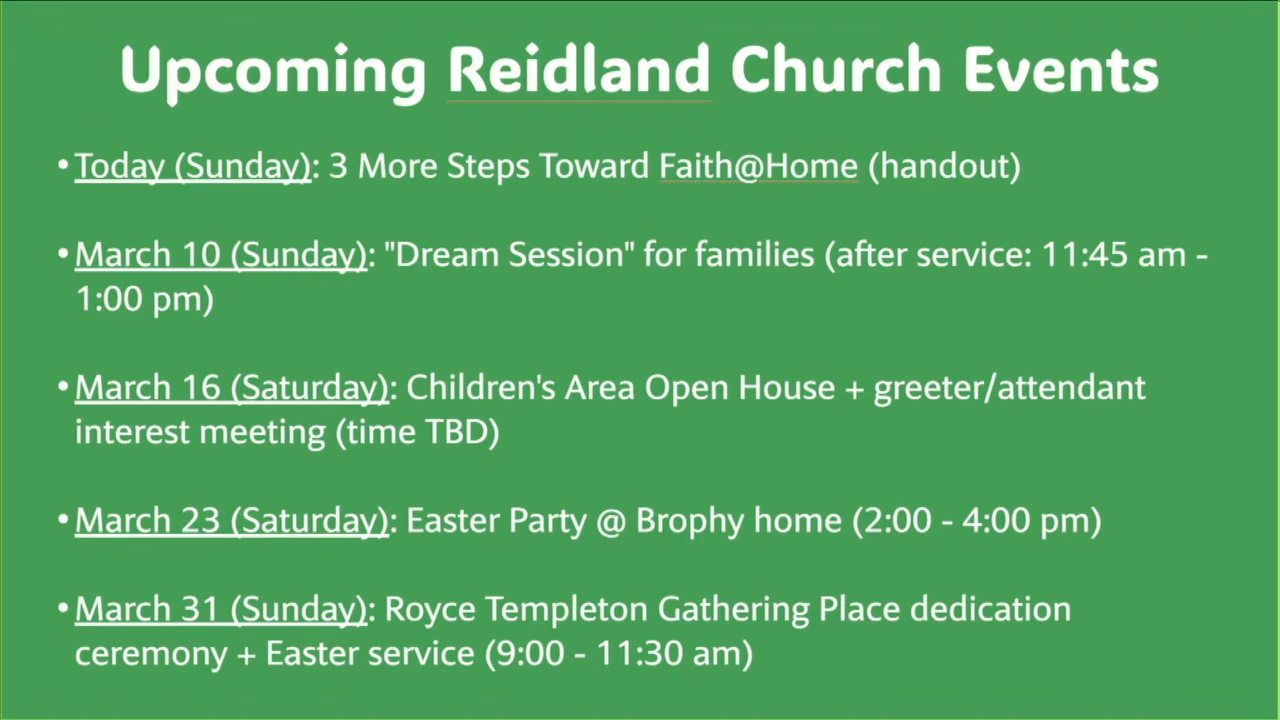 Upcoming Reidland Church Events
• Today (Sunday): 3 More Steps Toward Faith@Home (handout)
• March 10 (Sunday): "Dream Session" for families (after service: 11:45 am -
1:00 pm)
• March 16 (Saturday): Children's Area Open House + greeter/attendant
interest meeting (time TBD)
• March 23 (Saturday): Easter Party @ Brophy home (2:00 - 4:00 pm)
• March 31 (Sunday): Royce Templeton Gathering Place dedication
ceremony + Easter service (9:00 - 11:30 am)